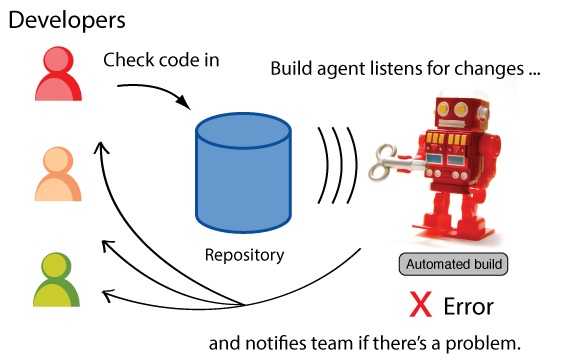 Developers
Check code in
Build agent listens for changes ...
Repository
Automated build
X Error
and notifies team if there's a problem.